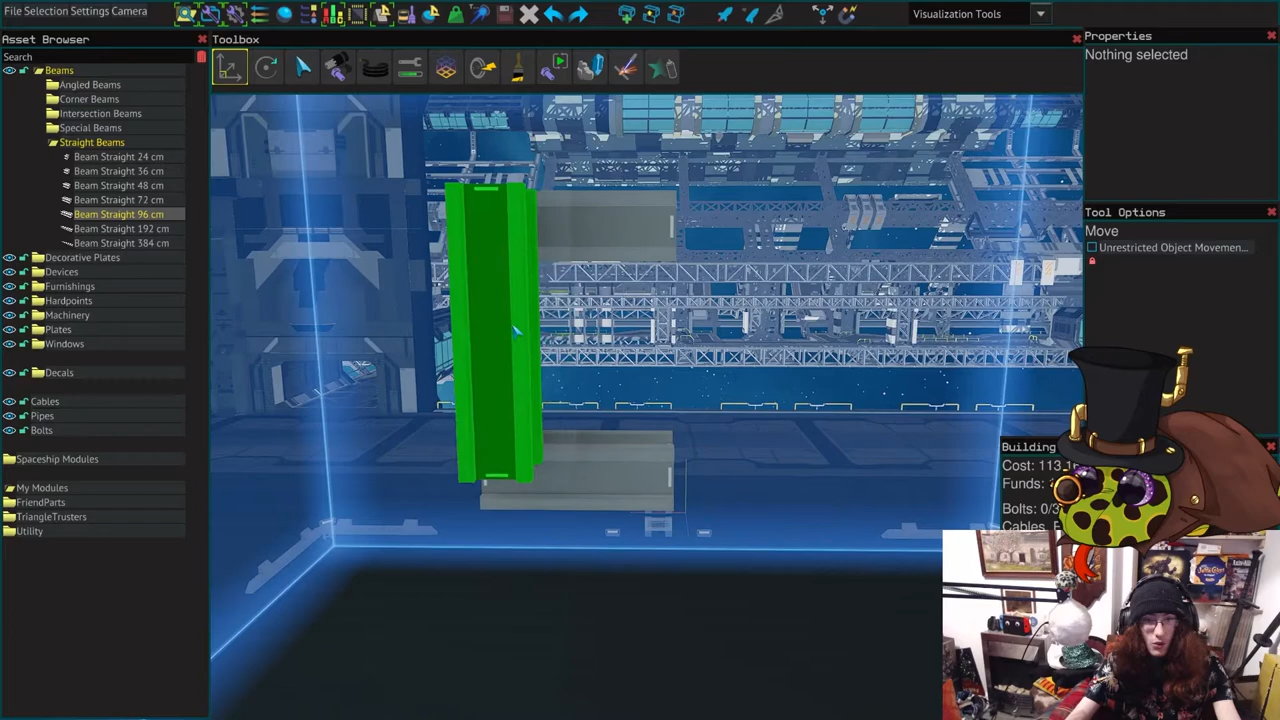 File Selection Settings Camera
Visualization Tools
Asset Browser
Toolbox
Properties
Search
Nothing selected
Beams
Angled Beams
Corner Beams
Intersection Beams
Special Beams
Straight Beams
Beam Straight 24 cm
Beam Straight 36 cm
Beam Straight 48 cm
Beam Straight 72 cm
Beam Straight 96 cm
Beam Straight 192 cm
Beam Straight 384 cm
Decorative Plates
Devices
Furnishings
Hardpoints
Machinery
Plates
Windows
Decals
Cables
Pipes
Bolts
Spaceship Modules
My Modules
FriendParts
TriangleTrusters
Utility
Tool Options
Move
Unrestricted Object Movemen...
Building
Cost: 113.
Funds:
Bolts: 0/3
Cables,